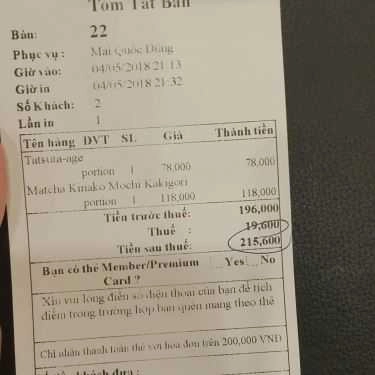 Tóm Tắt Bàn
Bàn: 22
Phục vụ : Mai Quốc Dũng
Giờ vào: 04/05/2018 21:13
Giờ in 04/05/2018 21:32
Số Khách: 2
Lần in 1
Tên hàng ĐVT SL Giá Thành tiền
Tatsuta-age
portion 1 78,000 78,000
Matcha Kinako Mochi Kakigori
portion 1 118,000 118,000
Tiền trước thuế: 196,000
Thuế : 19,600
Tiền sau thuế: 215,600
Bạn có thẻ Member/Premium Yes No
Card ?
Xin vui lòng điền số điện thoại của bạn để tích
điểm trong trường hợp bạn quên mang theo thẻ
Chỉ nhận thanh toán thẻ với hóa đơn trên 200,000 VND
khách đưa :